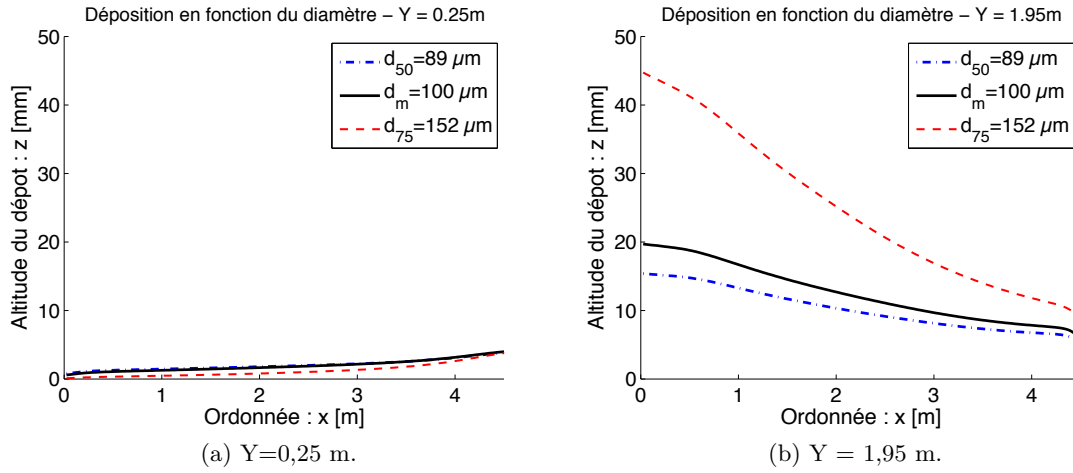 Déposition en fonction du diamètre – Y = 0.25m
50
40
30
20
10
0
Altitude du dépot : z [mm]
d50=89 µm
dm=100 µm
d75=152 µm
0 1 2 3 4
Ordonnée : x [m]
(a) Y=0,25 m.
Déposition en fonction du diamètre – Y = 1.95m
50
40
30
20
10
0
Altitude du dépot : z [mm]
d50=89 µm
dm=100 µm
d75=152 µm
0 1 2 3 4
Ordonnée : x [m]
(b) Y = 1,95 m.